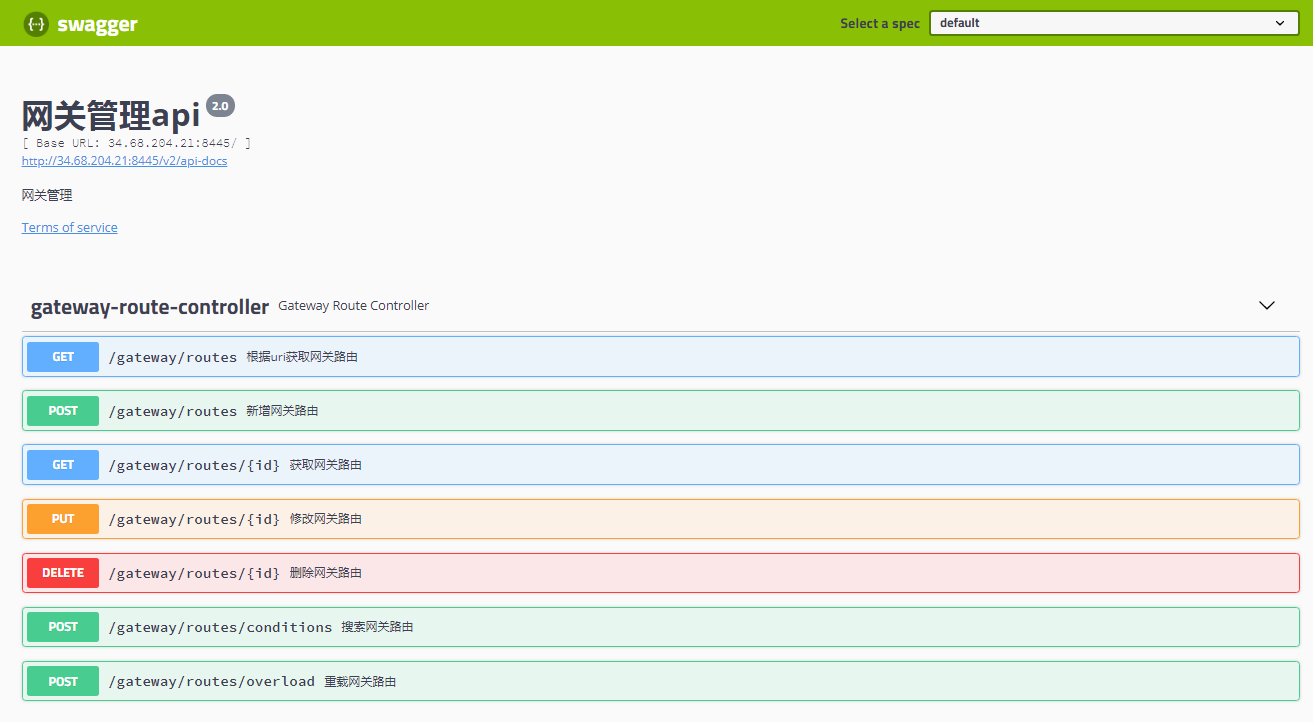 swagger
Select a spec default
网关管理api 2.0
[ Base URL: 34.68.204.21:8445/ ]
http://34.68.204.21:8445/v2/api-docs
网关管理
Terms of service
gateway-route-controller Gateway Route Controller
GET /gateway/routes 根据uri获取网关路由
POST /gateway/routes 新增网关路由
GET /gateway/routes/{id} 获取网关路由
PUT /gateway/routes/{id} 修改网关路由
DELETE /gateway/routes/{id} 删除网关路由
POST /gateway/routes/conditions 搜索网关路由
POST /gateway/routes/overload 重载网关路由